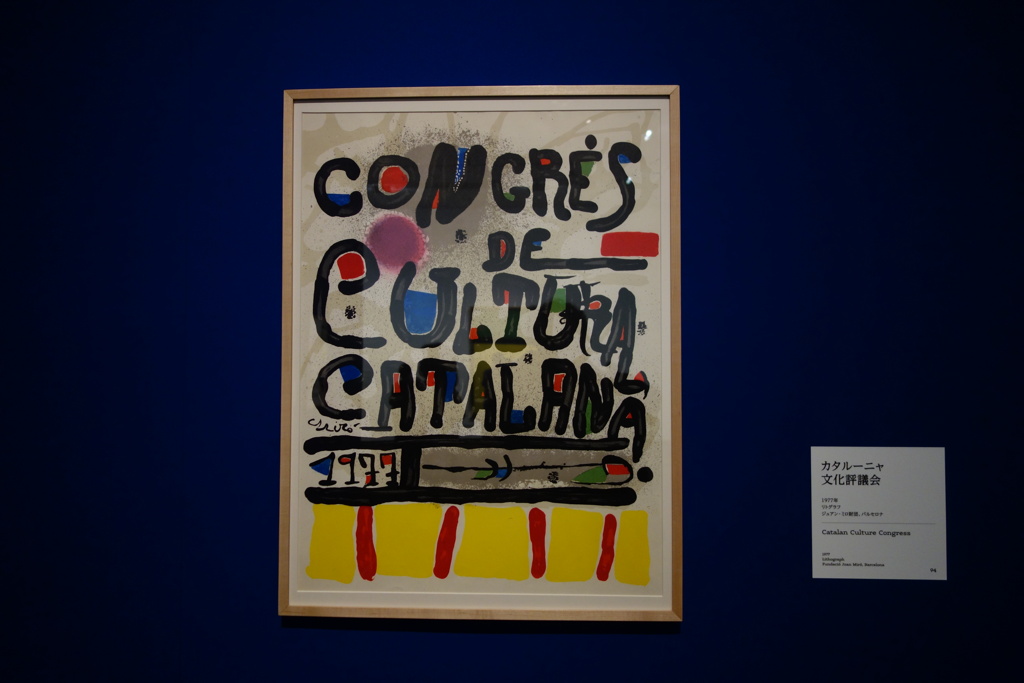 CONGRÉS
DE
CULTURA
CATALANA
Miró
1977
カタルーニャ
文化評議会
1977年
リトグラフ
ジュアン・ミロ財団、バルセロナ
Catalan Culture Congress
1977
Lithograph
Fundació Joan Miró, Barcelona